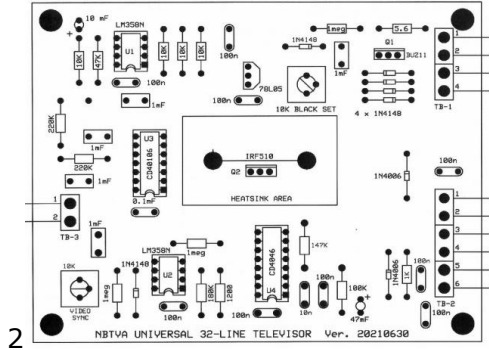 10 mF
LM358N
U1
10K
47K
10K
10K
10K
100n
100n
1N4148
1meg
5.6
Q1
BUZ11
1mF
78L05
100n
10K BLACK SET
4 x 1N4148
1
2
3
4
TB-1
1mF
220K
1mF
220K
1mF
U3
CD40106
0.1mF
IRF510
Q2
HEATSINK AREA
1N4006
100n
1
2
TB-3
1mF
1meg
LM358N
U2
CD4046
U4
147K
1
2
3
4
5
6
TB-2
10K
VIDEO SYNC
1meg
1N4148
100n
180K
1200
100n
10n
100n
100K
47mF
1N4006
1K
100n
100n
NBTVA UNIVERSAL 32-LINE TELEVISOR Ver. 20210630
2